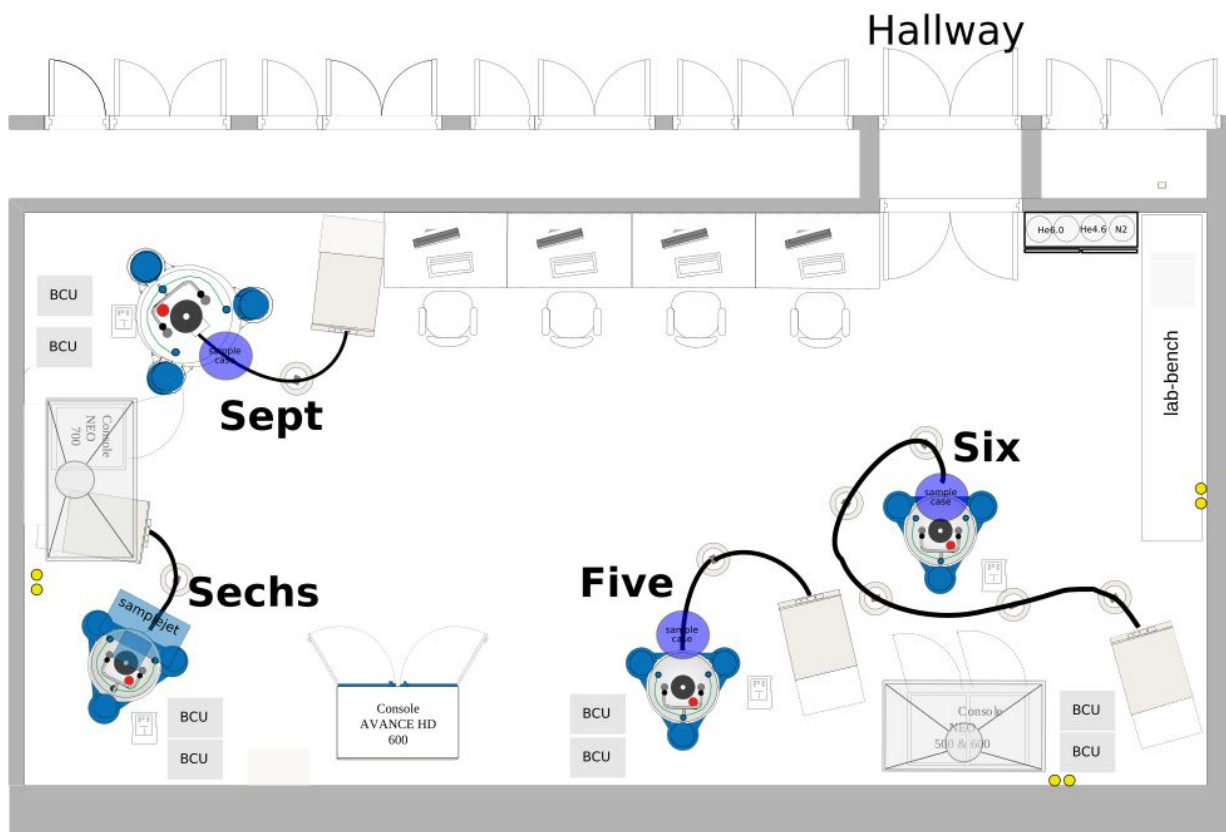 Hallway
He6.0
He4.6
N2
BCU
BCU
sample
case
Sept
lab-bench
Console
NEO
700
Six
sample
case
Sechs
samplejet
Five
sample
case
BCU
BCU
Console
AVANCE HD
600
BCU
BCU
Console
NEO
500 & 600
BCU
BCU